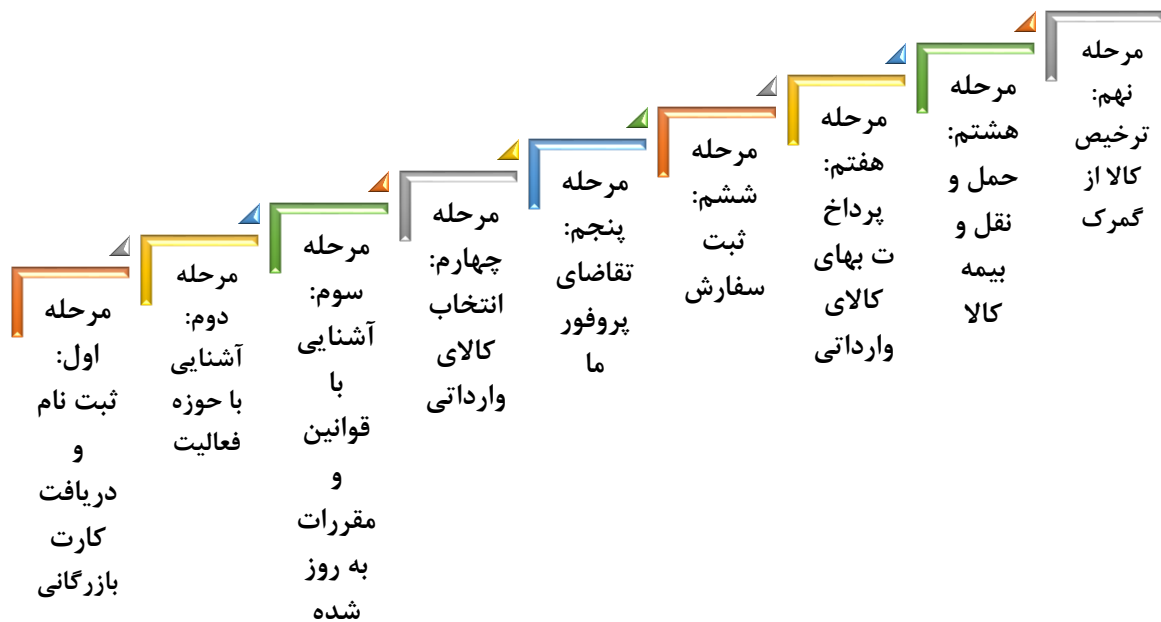 مرحله
اول:
ثبت نام
و
دریافت
کارت
بازرگانی
مرحله
دوم:
آشنایی
با حوزه
فعالیت
مرحله
سوم:
آشنایی
با
قوانین
و
مقررات
به روز
شده
مرحله
چهارم:
انتخاب
کالای
وارداتی
مرحله
پنجم:
تقاضای
پروفور
ما
مرحله
ششم:
ثبت
سفارش
مرحله
هفتم:
پرداخ
ت بهای
کالای
وارداتی
مرحله
هشتم:
حمل و
نقل و
بیمه
کالا
مرحله
نهم:
ترخیص
کالا از
گمرک